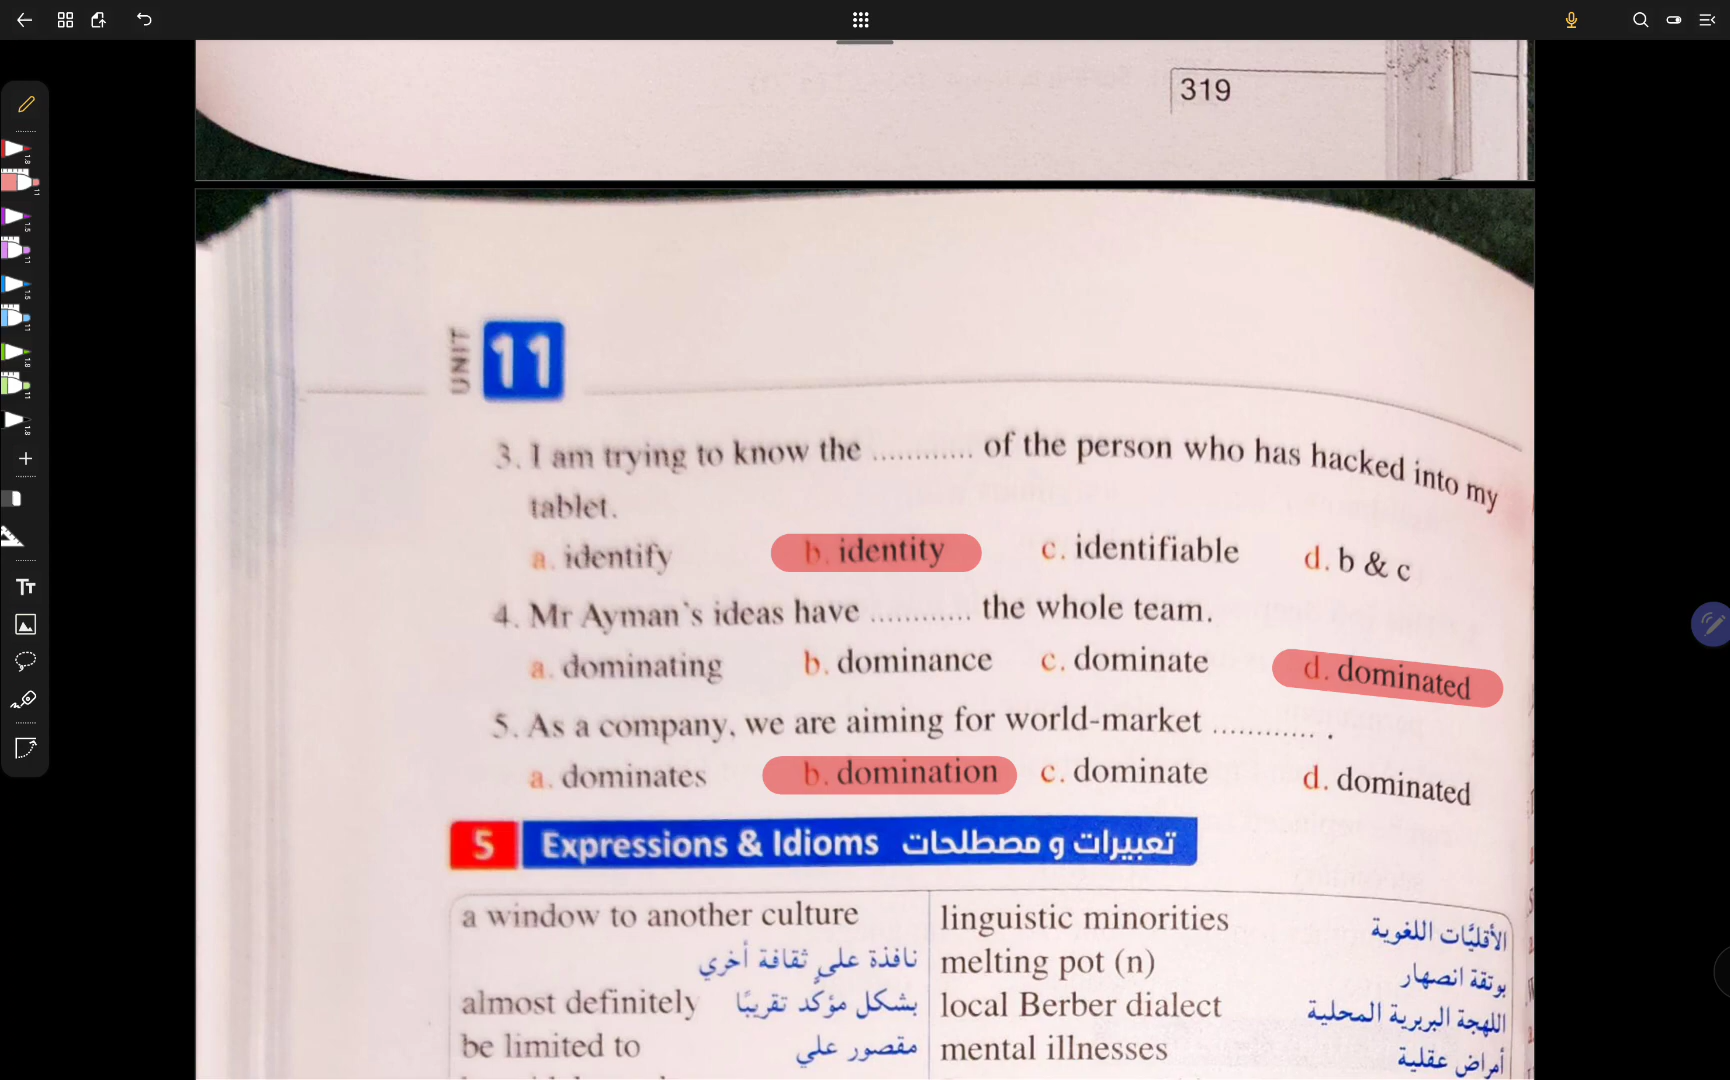 319
UNIT 11
3. I am trying to know the ............ of the person who has hacked into my
tablet.
a. identify b. identity c. identifiable d. b & c
4. Mr Ayman's ideas have ............ the whole team.
a. dominating b. dominance c. dominate d. dominated
5. As a company, we are aiming for world-market ............ .
a. dominates b. domination c. dominate d. dominated
5 Expressions & Idioms تعبيرات و مصطلحات
a window to another culture
نافذة علي ثقافة أخري
almost definitely بشكل مؤكّد تقريبًا
be limited to مقصور علي
linguistic minorities الأقليَّات اللغوية
melting pot (n) بوتقة انصهار
local Berber dialect اللهجة البربرية المحلية
mental illnesses أمراض عقلية